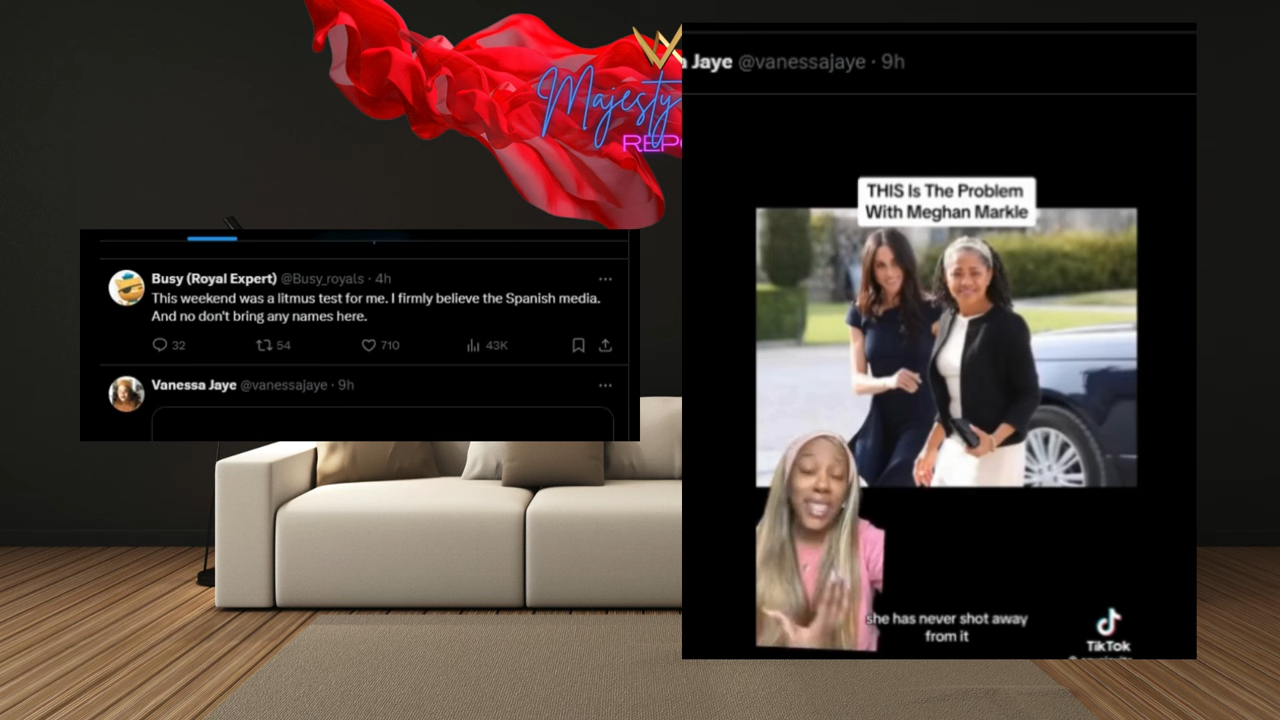 Majesty
REPO
Busy (Royal Expert) @Busy_royals · 4h
This weekend was a litmus test for me. I firmly believe the Spanish media.
And no don't bring any names here.
32 54 710 43K
Vanessa Jaye @vanessajaye · 9h
Jaye @vanessajaye · 9h
THIS Is The Problem
With Meghan Markle
she has never shot away
from it
TikTok